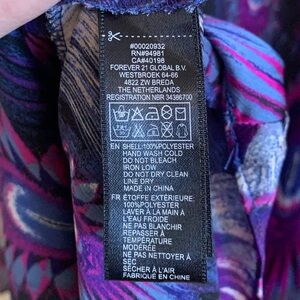 #00020932
RN#94981
CA#40198
FOREVER 21 GLOBAL B.V.
WESTBROEK 64-66
4822 ZW BREDA
THE NETHERLANDS
REGISTRATION NBR 34386700
EN SHELL:100%POLYESTER
HAND WASH COLD
DO NOT BLEACH
IRON LOW
DO NOT DRY CLEAN
LINE DRY
MADE IN CHINA
FR ÉTOFFE EXTÉRIEURE:
100%POLYESTER
LAVER À LA MAIN À
L'EAU FROIDE
NE PAS BLANCHIR
REPASSER À
TEMPÉRATURE
MODÉRÉE
NE PAS NETTOYER À
SEC
SÉCHER À L'AIR
FABRIQUÉ EN CHINE